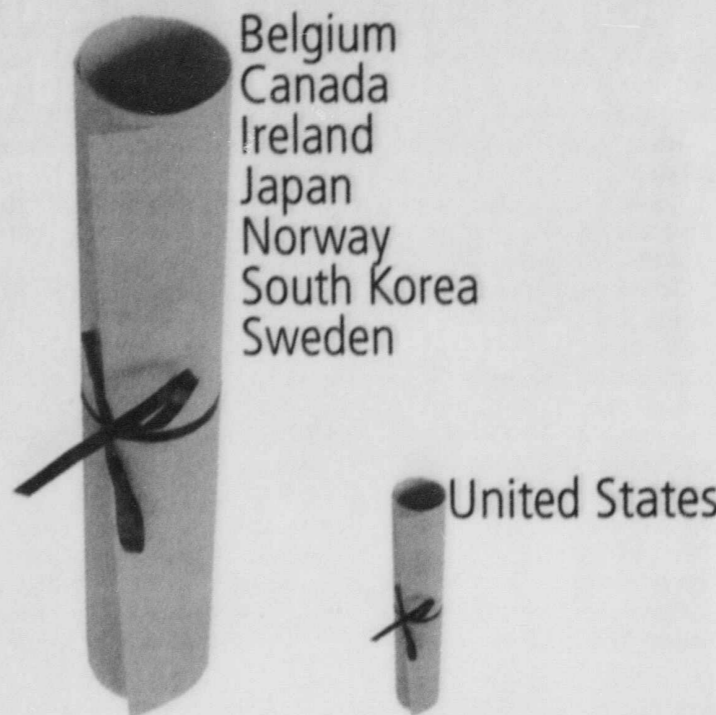 Belgium
Canada
Ireland
Japan
Norway
South Korea
Sweden
United States